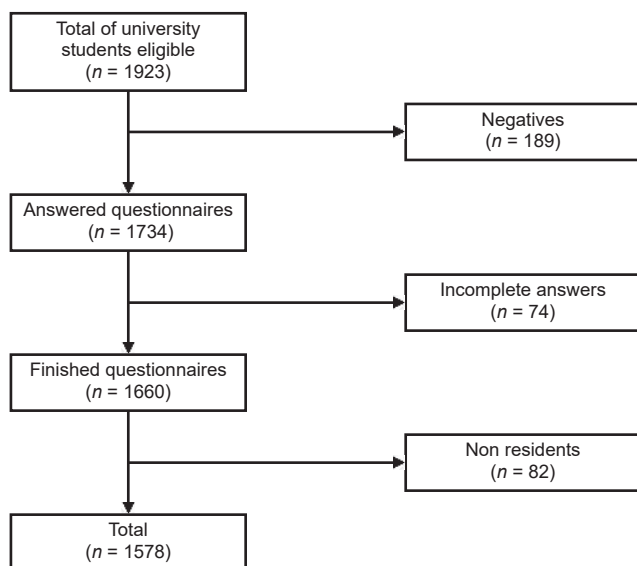 Total of university
students eligible
(n = 1923)
Negatives
(n = 189)
Answered questionnaires
(n = 1734)
Incomplete answers
(n = 74)
Finished questionnaires
(n = 1660)
Non residents
(n = 82)
Total
(n = 1578)